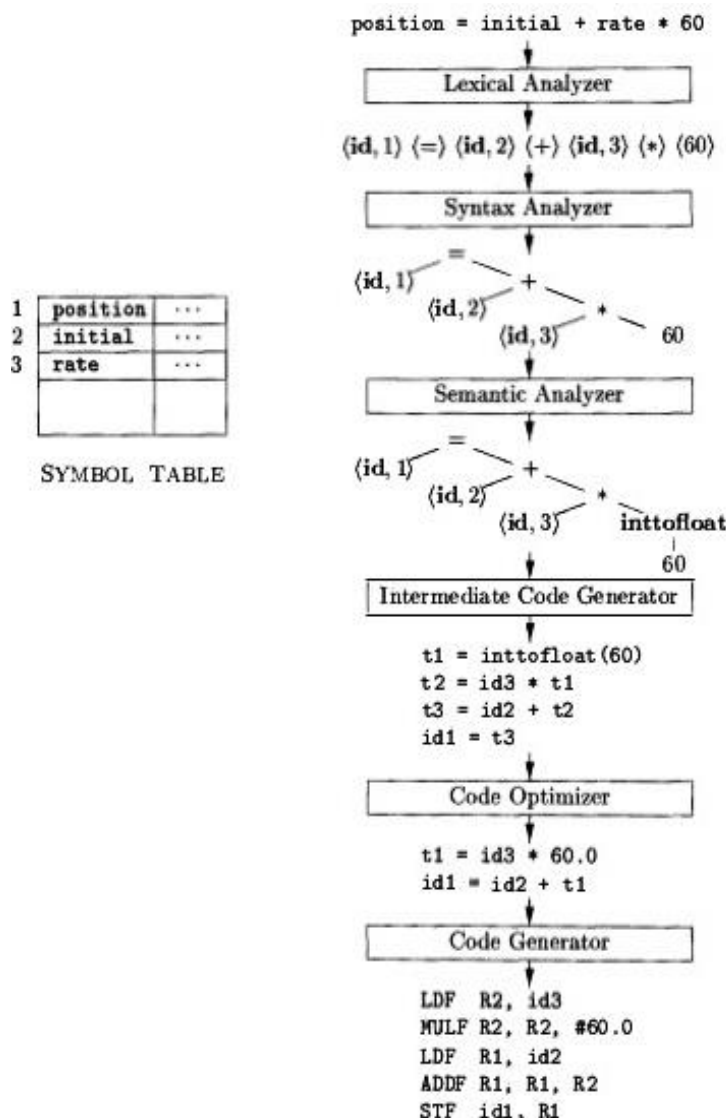 position = initial + rate * 60
Lexical Analyzer
⟨id, 1⟩ ⟨=⟩ ⟨id, 2⟩ ⟨+⟩ ⟨id, 3⟩ ⟨*⟩ ⟨60⟩
Syntax Analyzer
=
⟨id, 1⟩ +
⟨id, 2⟩ *
⟨id, 3⟩ 60
1 position ...
2 initial ...
3 rate ...
SYMBOL TABLE
Semantic Analyzer
=
⟨id, 1⟩ +
⟨id, 2⟩ *
⟨id, 3⟩ inttofloat
60
Intermediate Code Generator
t1 = inttofloat(60)
t2 = id3 * t1
t3 = id2 + t2
id1 = t3
Code Optimizer
t1 = id3 * 60.0
id1 = id2 + t1
Code Generator
LDF R2, id3
MULF R2, R2, #60.0
LDF R1, id2
ADDF R1, R1, R2
STF id1, R1